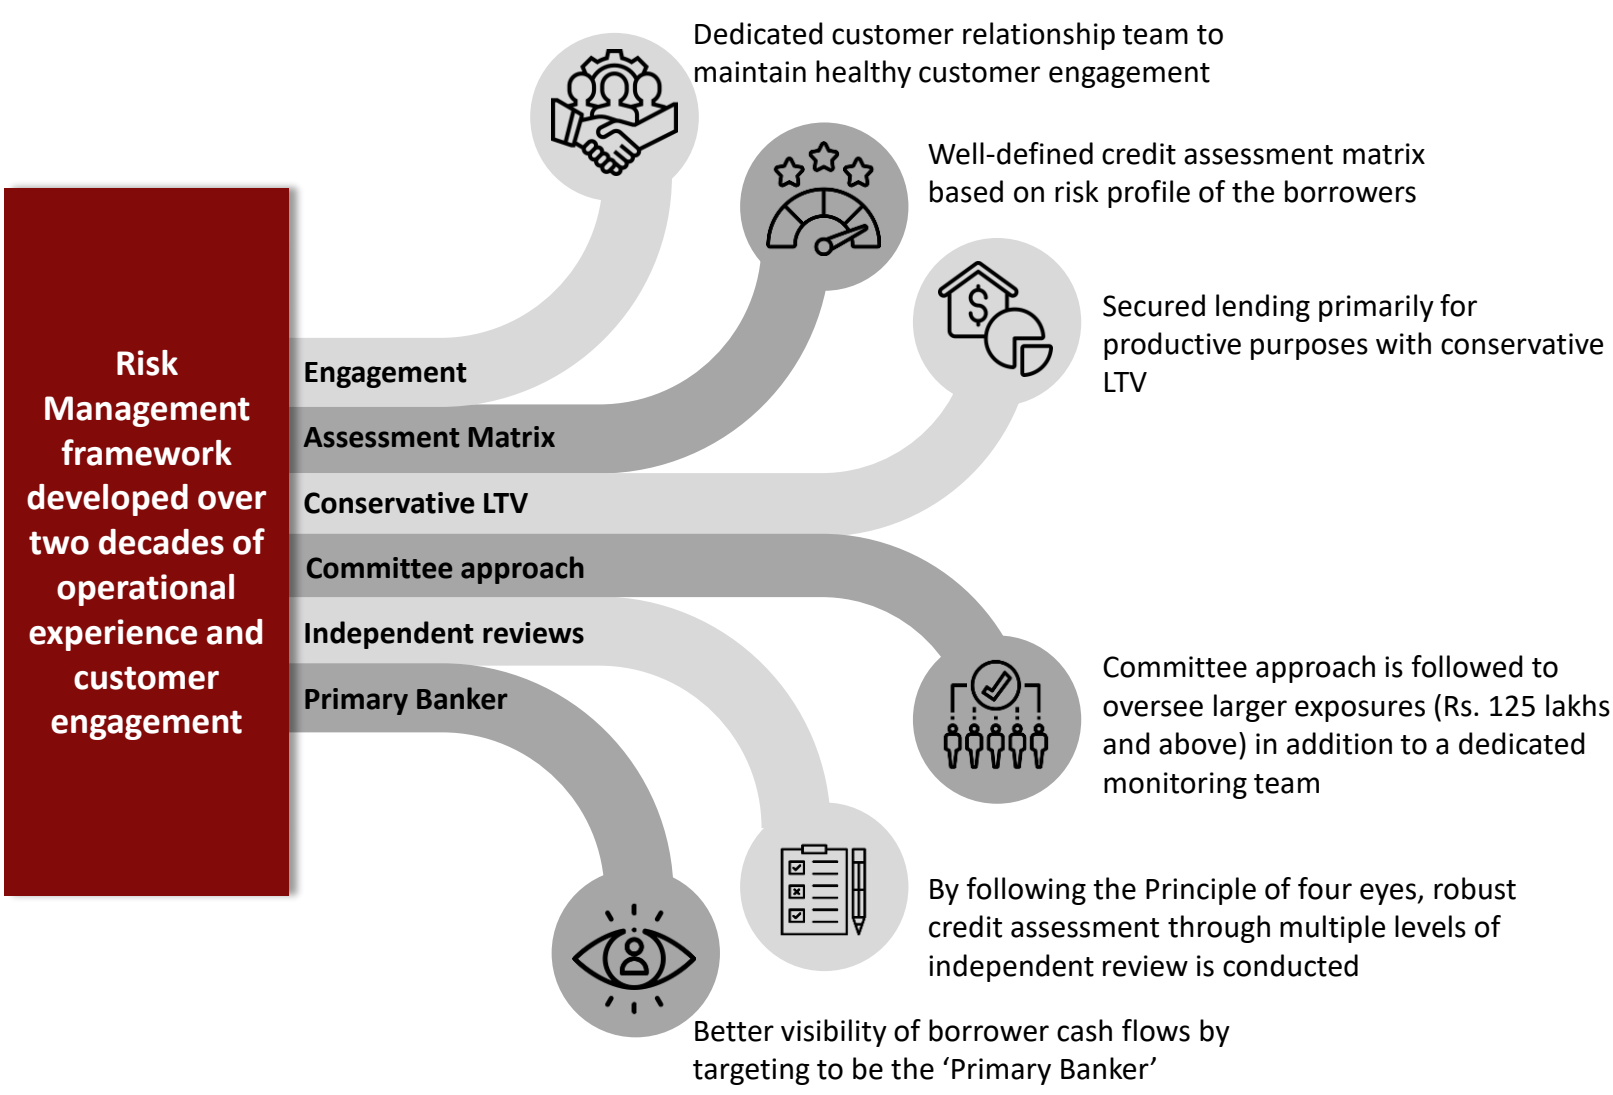 Dedicated customer relationship team to
maintain healthy customer engagement
Well-defined credit assessment matrix
based on risk profile of the borrowers
Secured lending primarily for
productive purposes with conservative
LTV
Risk
Management
framework
developed over
two decades of
operational
experience and
customer
engagement
Engagement
Assessment Matrix
Conservative LTV
Committee approach
Independent reviews
Primary Banker
$
Committee approach is followed to
oversee larger exposures (Rs. 125 lakhs
and above) in addition to a dedicated
monitoring team
By following the Principle of four eyes, robust
credit assessment through multiple levels of
independent review is conducted
Better visibility of borrower cash flows by
targeting to be the ‘Primary Banker’